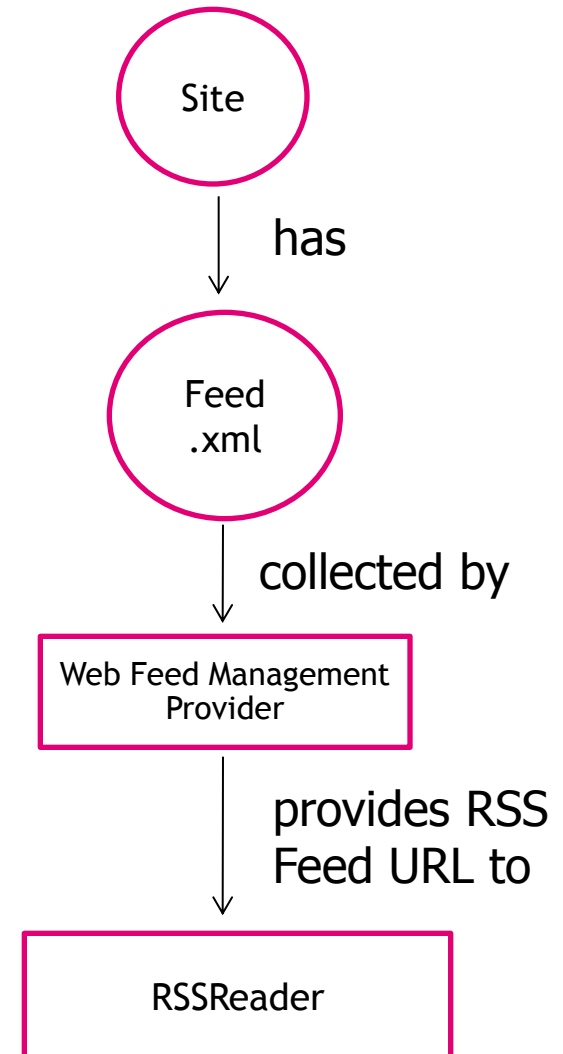 Site
has
Feed
.xml
collected by
Web Feed Management
Provider
provides RSS
Feed URL to
RSSReader